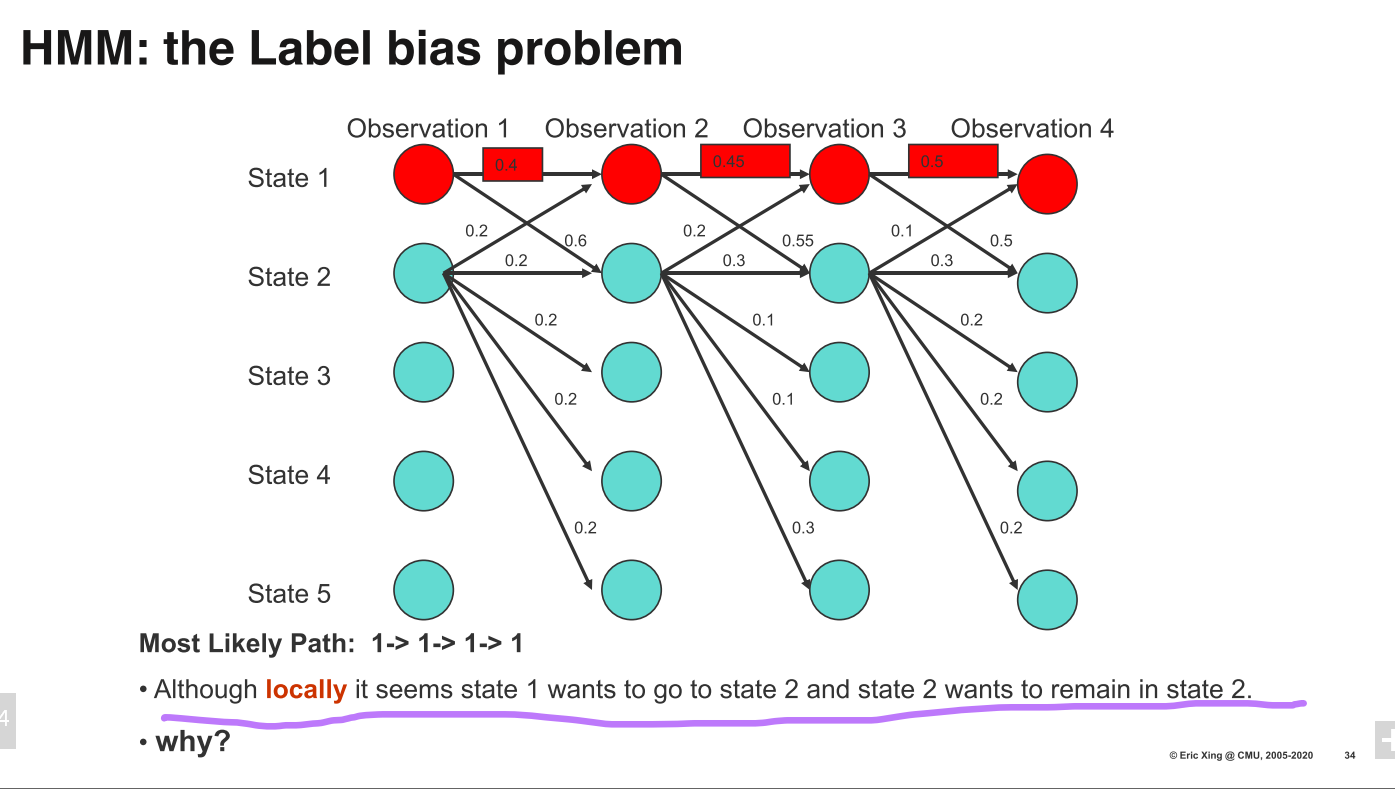 HMM: the Label bias problem
Observation 1 Observation 2 Observation 3 Observation 4
0.4 0.45 0.5
State 1
0.2 0.6 0.2 0.55 0.1 0.5
State 2
0.2 0.3 0.3
0.2 0.1 0.2
State 3
0.2 0.1 0.2
State 4
0.2 0.3 0.2
State 5
Most Likely Path: 1-> 1-> 1-> 1
• Although locally it seems state 1 wants to go to state 2 and state 2 wants to remain in state 2.
4
• why?
© Eric Xing @ CMU, 2005-2020 34